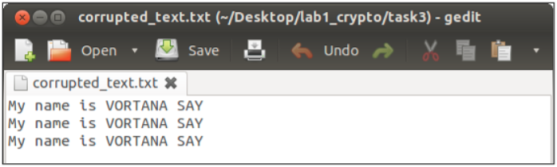 corrupted_text.txt (~/Desktop/lab1_crypto/task3) - gedit
Open Save Undo
corrupted_text.txt
My name is VORTANA SAY
My name is VORTANA SAY
My name is VORTANA SAY